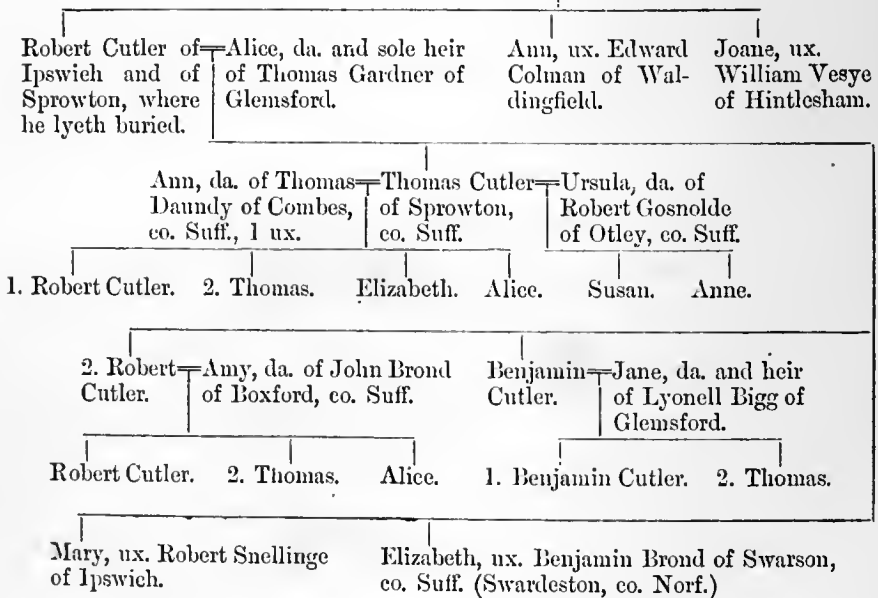 Robert Cutler of Ipswich and of Sprowton, where he lyeth buried.
Alice, da. and sole heir of Thomas Gardner of Glemsford.
Ann, ux. Edward Colman of Wal-dingfield.
Joane, ux. William Vesye of Hintlesham.
Ann, da. of Thomas Daundy of Combes, co. Suff., 1 ux.
Thomas Cutler of Sprowton, co. Suff.
Ursula, da. of Robert Gosnolde of Otley, co. Suff.
1. Robert Cutler. 2. Thomas. Elizabeth. Alice. Susan. Anne.
2. Robert Cutler.
Amy, da. of John Brond of Boxford, co. Suff.
Benjamin Cutler.
Jane, da. and heir of Lyonell Bigg of Glemsford.
Robert Cutler. 2. Thomas. Alice. 1. Benjamin Cutler. 2. Thomas.
Mary, ux. Robert Snellinge of Ipswich.
Elizabeth, ux. Benjamin Brond of Swarson, co. Suff. (Swardeston, co. Norf.)